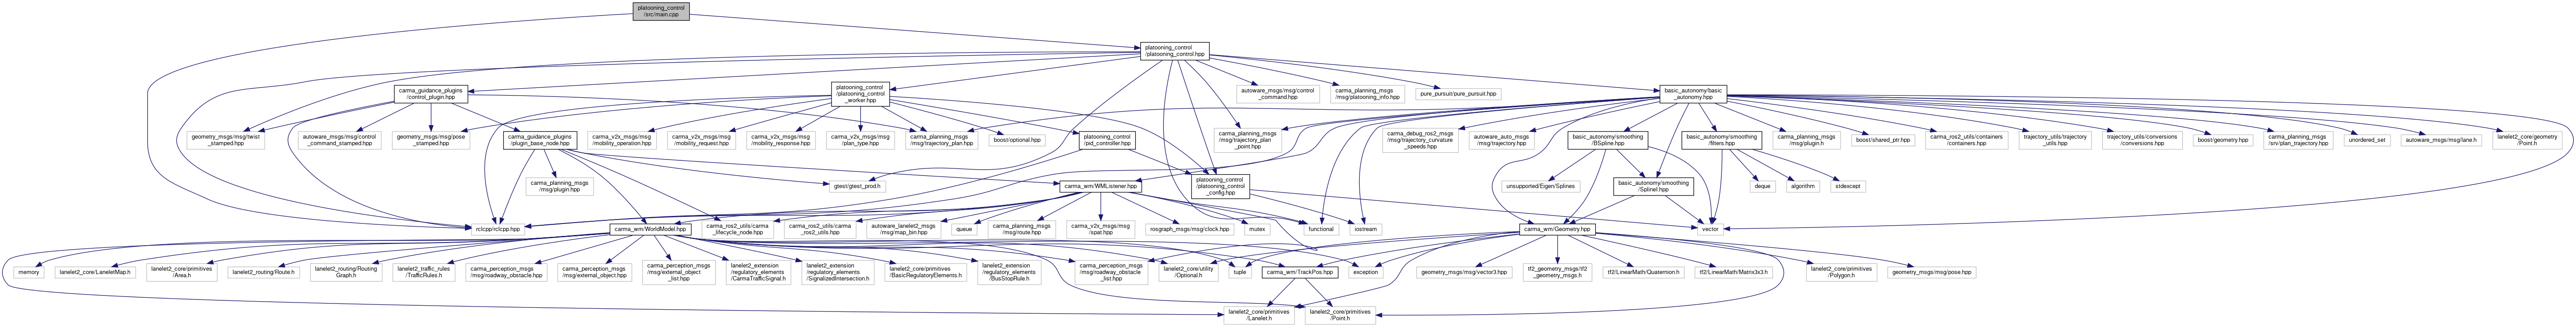 platooning_control
/src/main.cpp
platooning_control
/platooning_control.hpp
carma_guidance_plugins
/control_plugin.hpp
platooning_control
/platooning_control
_worker.hpp
autoware_msgs/msg/control
_command.hpp
carma_planning_msgs
/msg/platooning_info.hpp
pure_pursuit/pure_pursuit.hpp
basic_autonomy/basic
_autonomy.hpp
geometry_msgs/msg/twist
_stamped.hpp
autoware_msgs/msg/control
_command_stamped.hpp
geometry_msgs/msg/pose
_stamped.hpp
carma_guidance_plugins
/plugin_base_node.hpp
carma_v2x_msgs/msg
/mobility_operation.hpp
carma_v2x_msgs/msg
/mobility_request.hpp
carma_v2x_msgs/msg
/mobility_response.hpp
carma_v2x_msgs/msg
/plan_type.hpp
carma_planning_msgs
/msg/trajectory_plan.hpp
boost/optional.hpp
platooning_control
/pid_controller.hpp
carma_planning_msgs
/msg/trajectory_plan
_point.hpp
carma_debug_ros2_msgs
/msg/trajectory_curvature
_speeds.hpp
autoware_auto_msgs
/msg/trajectory.hpp
basic_autonomy/smoothing
/BSpline.hpp
basic_autonomy/smoothing
/filters.hpp
carma_planning_msgs
/msg/plugin.h
boost/shared_ptr.hpp
carma_ros2_utils/containers
/containers.hpp
trajectory_utils/trajectory
_utils.hpp
trajectory_utils/conversions
/conversions.hpp
boost/geometry.hpp
carma_planning_msgs
/srv/plan_trajectory.hpp
unordered_set
autoware_msgs/msg/lane.h
lanelet2_core/geometry
/Point.h
carma_planning_msgs
/msg/plugin.hpp
gtest/gtest_prod.h
carma_wm/WMListener.hpp
platooning_control
/platooning_control
_config.hpp
unsupported/Eigen/Splines
basic_autonomy/smoothing
/SplineI.hpp
deque
algorithm
stdexcept
rclcpp/rclcpp.hpp
carma_wm/WorldModel.hpp
carma_ros2_utils/carma
_lifecycle_node.hpp
carma_ros2_utils/carma
_ros2_utils.hpp
autoware_lanelet2_msgs
/msg/map_bin.hpp
queue
carma_planning_msgs
/msg/route.hpp
carma_v2x_msgs/msg
/spat.hpp
rosgraph_msgs/msg/clock.hpp
mutex
functional
iostream
carma_wm/Geometry.hpp
vector
memory
lanelet2_core/LaneletMap.h
lanelet2_core/primitives
/Area.h
lanelet2_routing/Route.h
lanelet2_routing/Routing
Graph.h
lanelet2_traffic_rules
/TrafficRules.h
carma_perception_msgs
/msg/roadway_obstacle.hpp
carma_perception_msgs
/msg/external_object.hpp
carma_perception_msgs
/msg/external_object
_list.hpp
lanelet2_extension
/regulatory_elements
/CarmaTrafficSignal.h
lanelet2_extension
/regulatory_elements
/SignalizedIntersection.h
lanelet2_core/primitives
/BasicRegulatoryElements.h
lanelet2_extension
/regulatory_elements
/BusStopRule.h
carma_perception_msgs
/msg/roadway_obstacle
_list.hpp
lanelet2_core/utility
/Optional.h
tuple
carma_wm/TrackPos.hpp
exception
geometry_msgs/msg/vector3.hpp
tf2_geometry_msgs/tf2
_geometry_msgs.h
tf2/LinearMath/Quaternion.h
tf2/LinearMath/Matrix3x3.h
lanelet2_core/primitives
/Polygon.h
geometry_msgs/msg/pose.hpp
lanelet2_core/primitives
/Lanelet.h
lanelet2_core/primitives
/Point.h